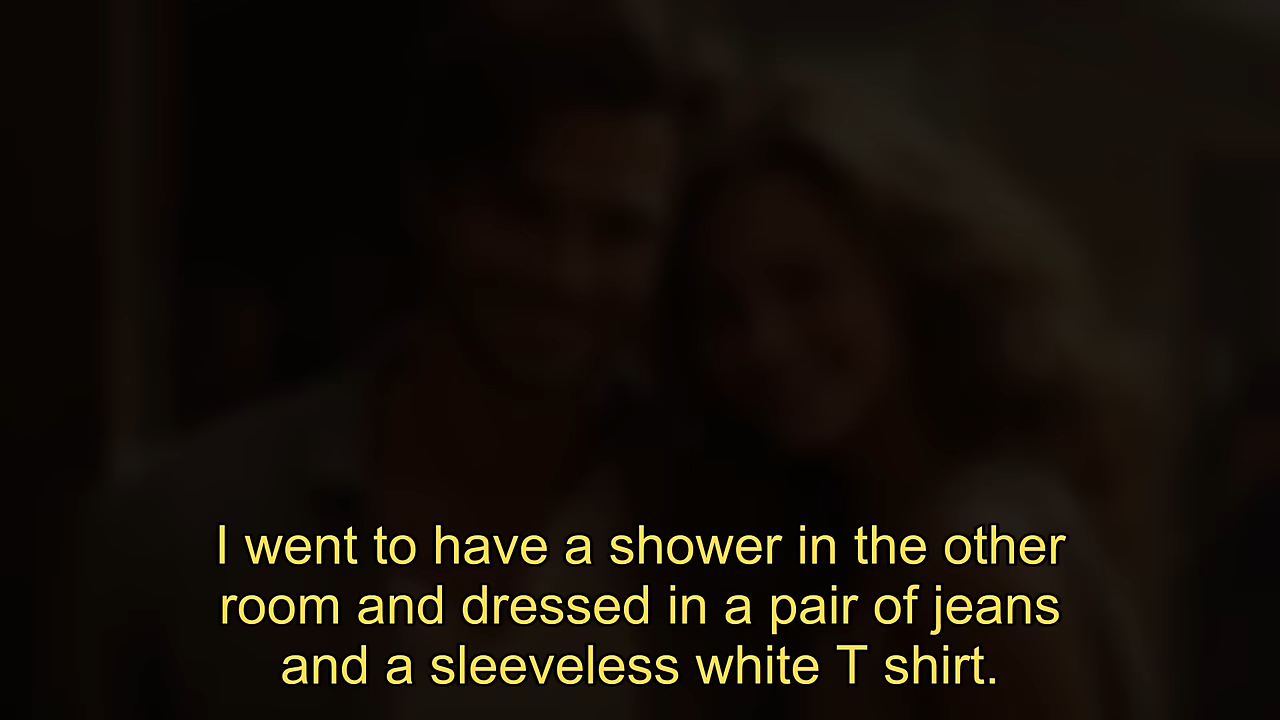 I went to have a shower in the other
room and dressed in a pair of jeans
and a sleeveless white T shirt.